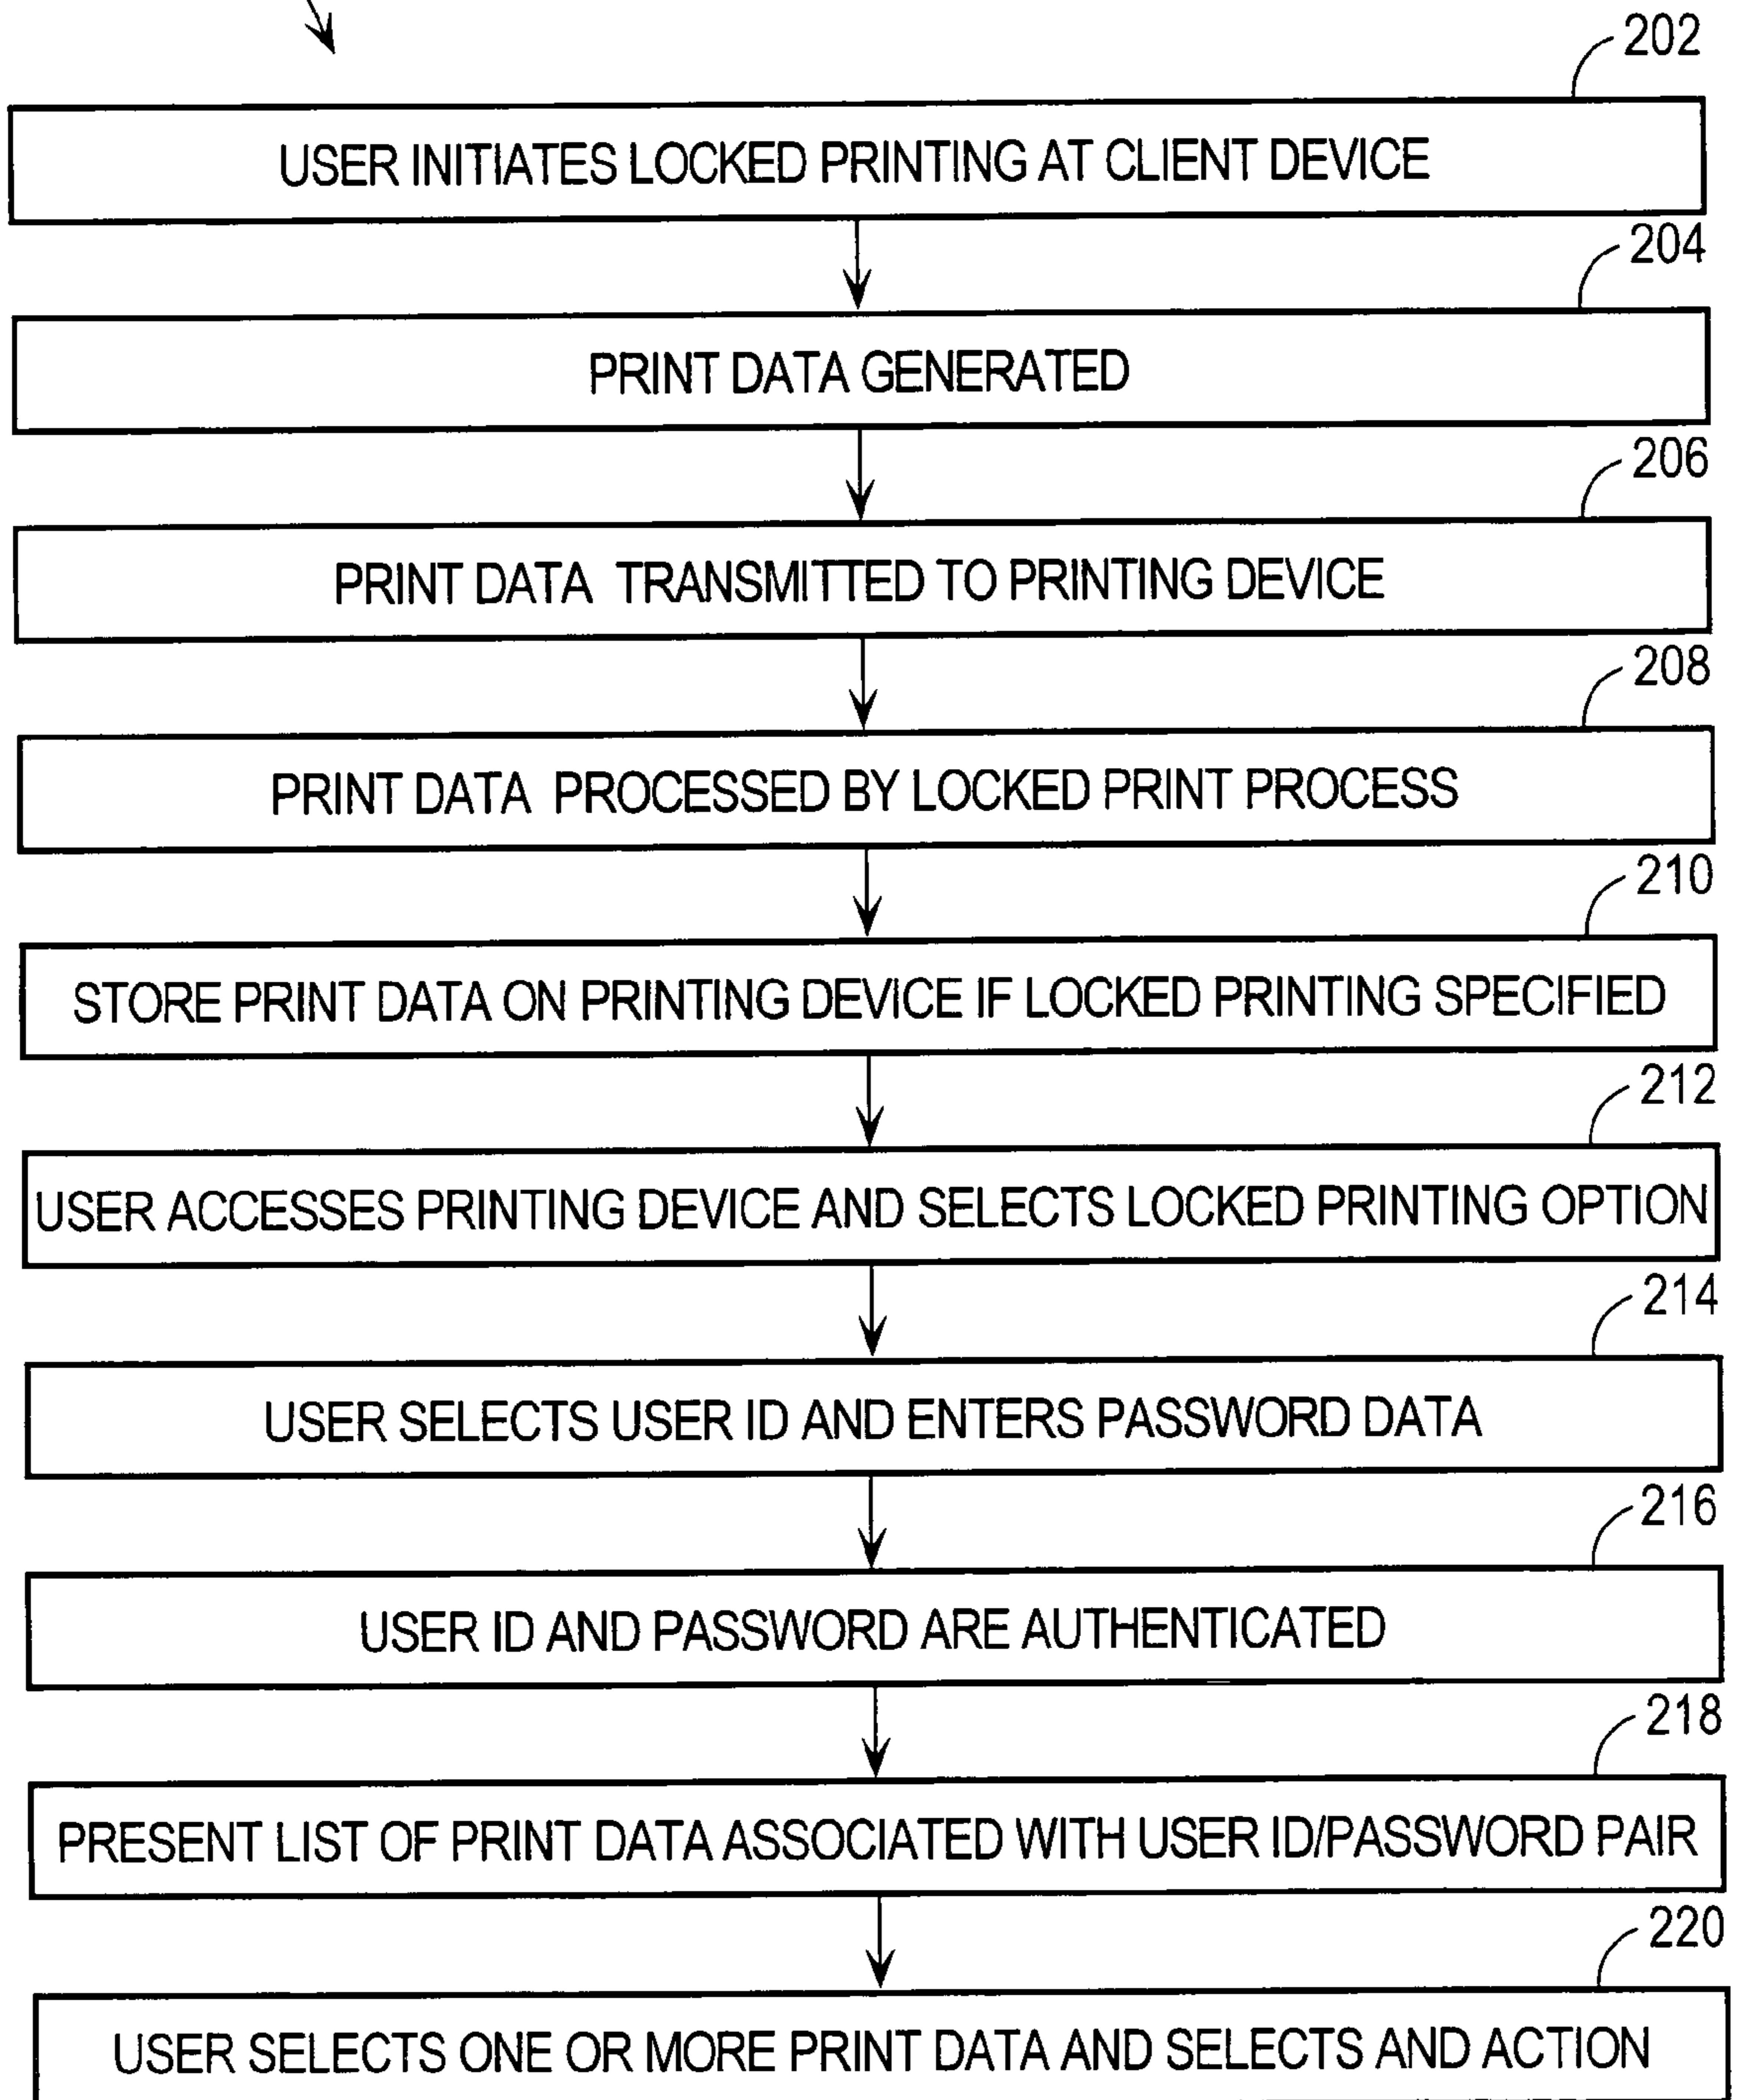 202
USER INITIATES LOCKED PRINTING AT CLIENT DEVICE
204
PRINT DATA GENERATED
206
PRINT DATA TRANSMITTED TO PRINTING DEVICE
208
PRINT DATA PROCESSED BY LOCKED PRINT PROCESS
210
STORE PRINT DATA ON PRINTING DEVICE IF LOCKED PRINTING SPECIFIED
212
USER ACCESSES PRINTING DEVICE AND SELECTS LOCKED PRINTING OPTION
214
USER SELECTS USER ID AND ENTERS PASSWORD DATA
216
USER ID AND PASSWORD ARE AUTHENTICATED
218
PRESENT LIST OF PRINT DATA ASSOCIATED WITH USER ID/PASSWORD PAIR
220
USER SELECTS ONE OR MORE PRINT DATA AND SELECTS AND ACTION